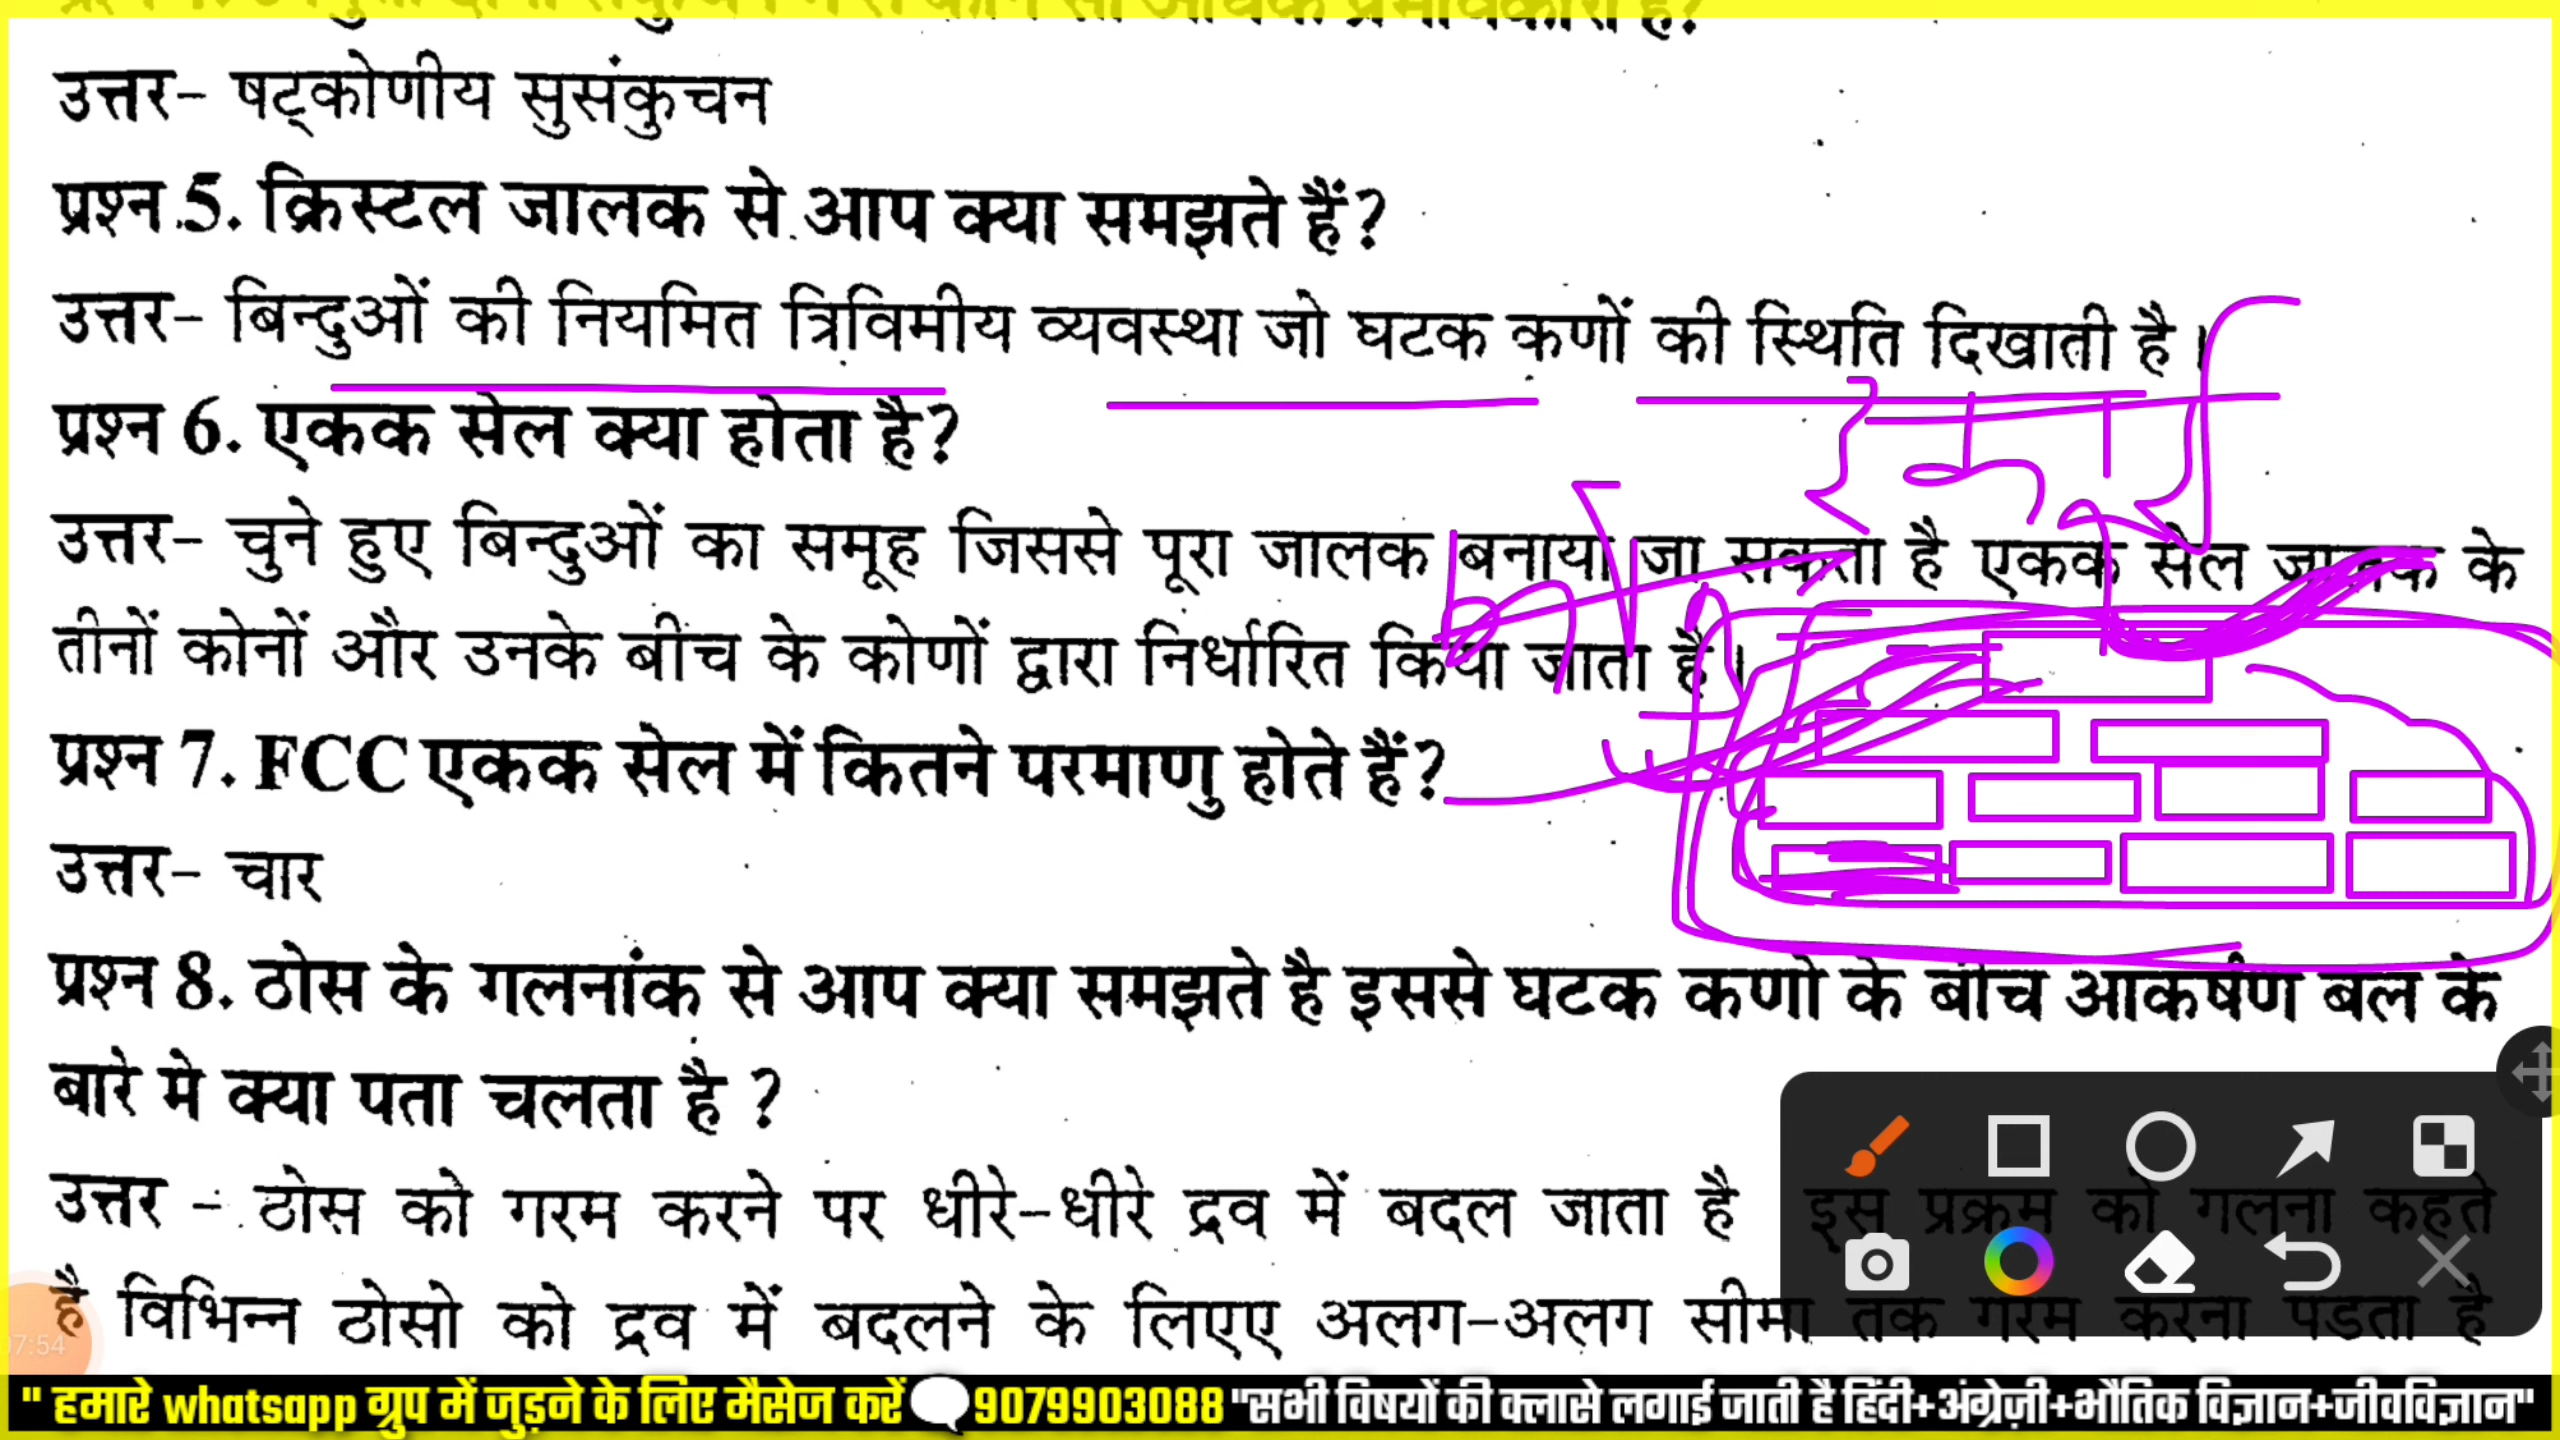 उत्तर- षट्कोणीय सुसंकुचन
प्रश्न 5. क्रिस्टल जालक से आप क्या समझते हैं?
उत्तर- बिन्दुओं की नियमित त्रिविमीय व्यवस्था जो घटक कणों की स्थिति दिखाती है।
प्रश्न 6. एकक सेल क्या होता है?
उत्तर- चुने हुए बिन्दुओं का समूह जिससे पूरा जालक बनाया जा सकता है एकक सेल जालक के
तीनों कोनों और उनके बीच के कोणों द्वारा निर्धारित किया जाता है।
प्रश्न 7. FCC एकक सेल में कितने परमाणु होते हैं?
उत्तर- चार
प्रश्न 8. ठोस के गलनांक से आप क्या समझते है इससे घटक कणो के बीच आकर्षण बल के
बारे मे क्या पता चलता है ?
उत्तर - ठोस को गरम करने पर धीरे-धीरे द्रव में बदल जाता है इस प्रक्रम को गलना कहते
है विभिन्न ठोसो को द्रव में बदलने के लिएए अलग-अलग सीमा तक गरम करना पडता है
07:54
" हमारे whatsapp ग्रुप में जुड़ने के लिए मैसेज करें 9079903088 "सभी विषयों की क्लासे लगाई जाती है हिंदी+अंग्रेज़ी+भौतिक विज्ञान+जीवविज्ञान"